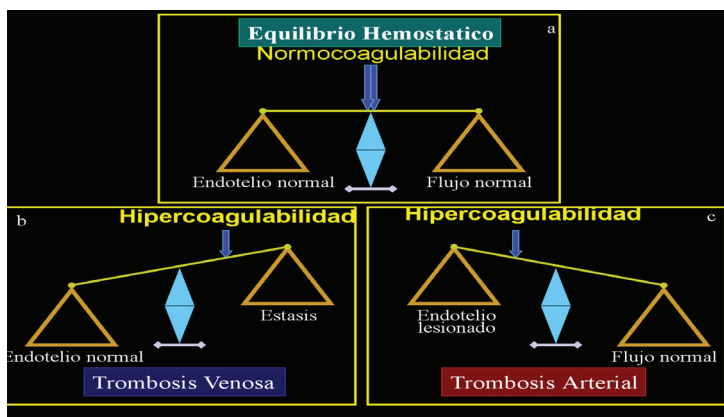 Equilibrio Hemostatico
a
Normocoagulabilidad
Endotelio normal
Flujo normal
b
Hipercoagulabilidad
Estasis
Endotelio normal
Trombosis Venosa
Hipercoagulabilidad
c
Endotelio
lesionado
Flujo normal
Trombosis Arterial